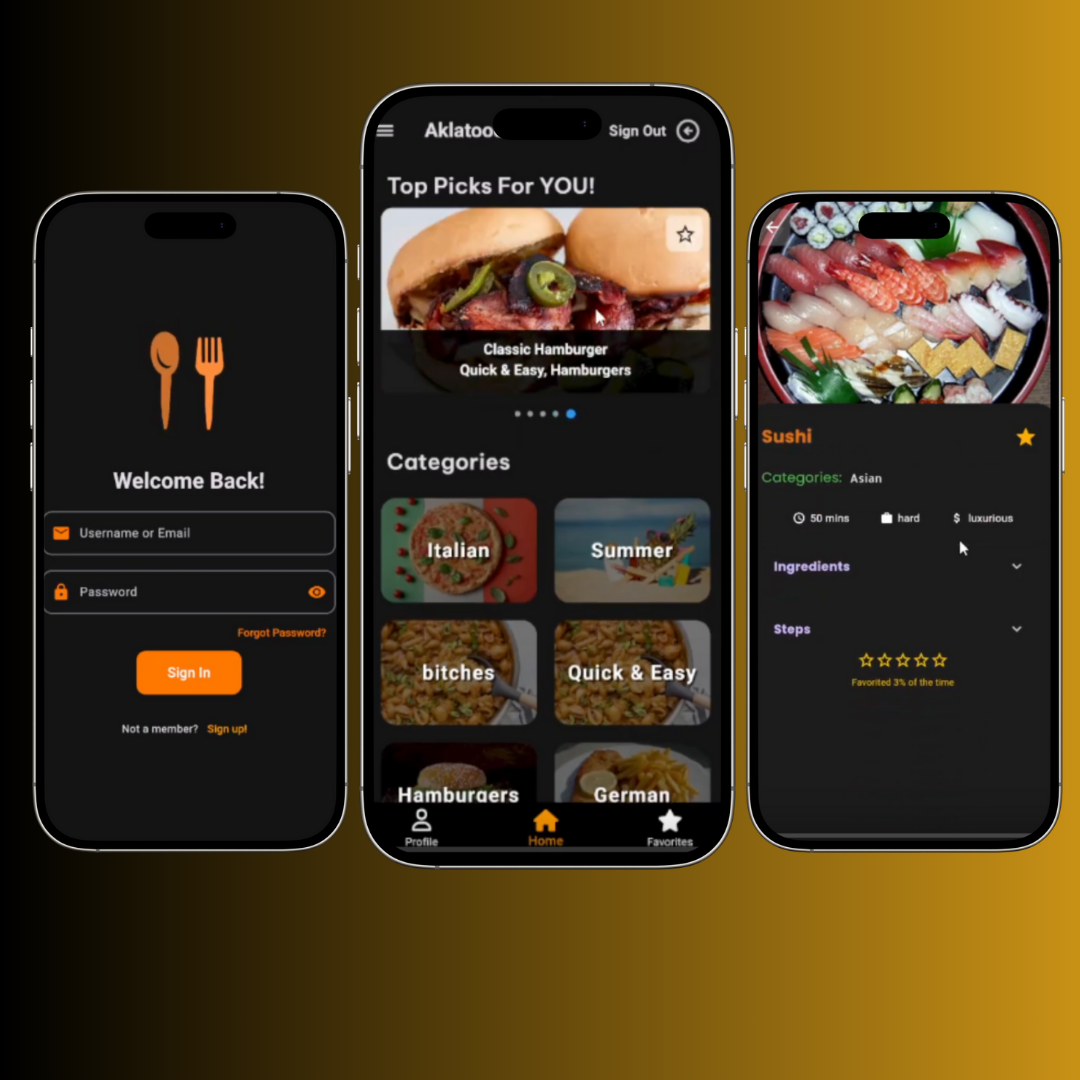 Welcome Back!
Username or Email
Password
Forgot Password?
Sign In
Not a member? Sign up!
Sign Out
Top Picks For YOU!
Classic Hamburger
Quick & Easy, Hamburgers
Categories
Italian
Summer
bitches
Quick & Easy
Hamburgers
German
Profile
Home
Favorites
Sushi
Categories: Asian
50 mins
hard
$ luxurious
Ingredients
Steps
Favorited 3% of the time